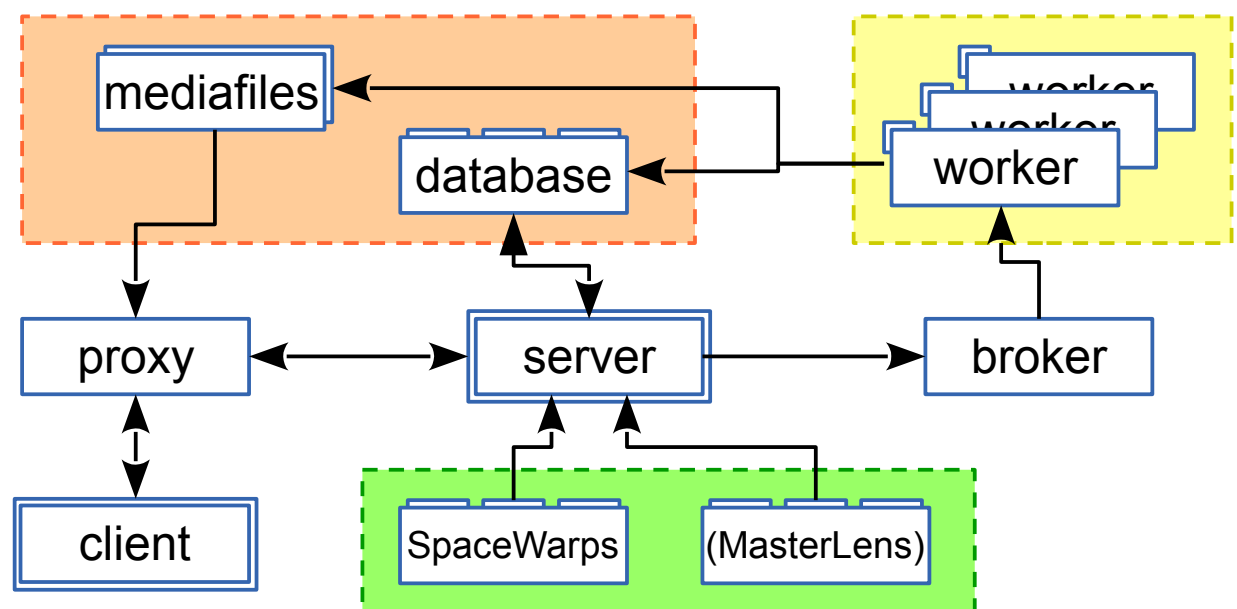 mediafiles
worker
worker
worker
database
proxy
server
broker
client
SpaceWarps
(MasterLens)